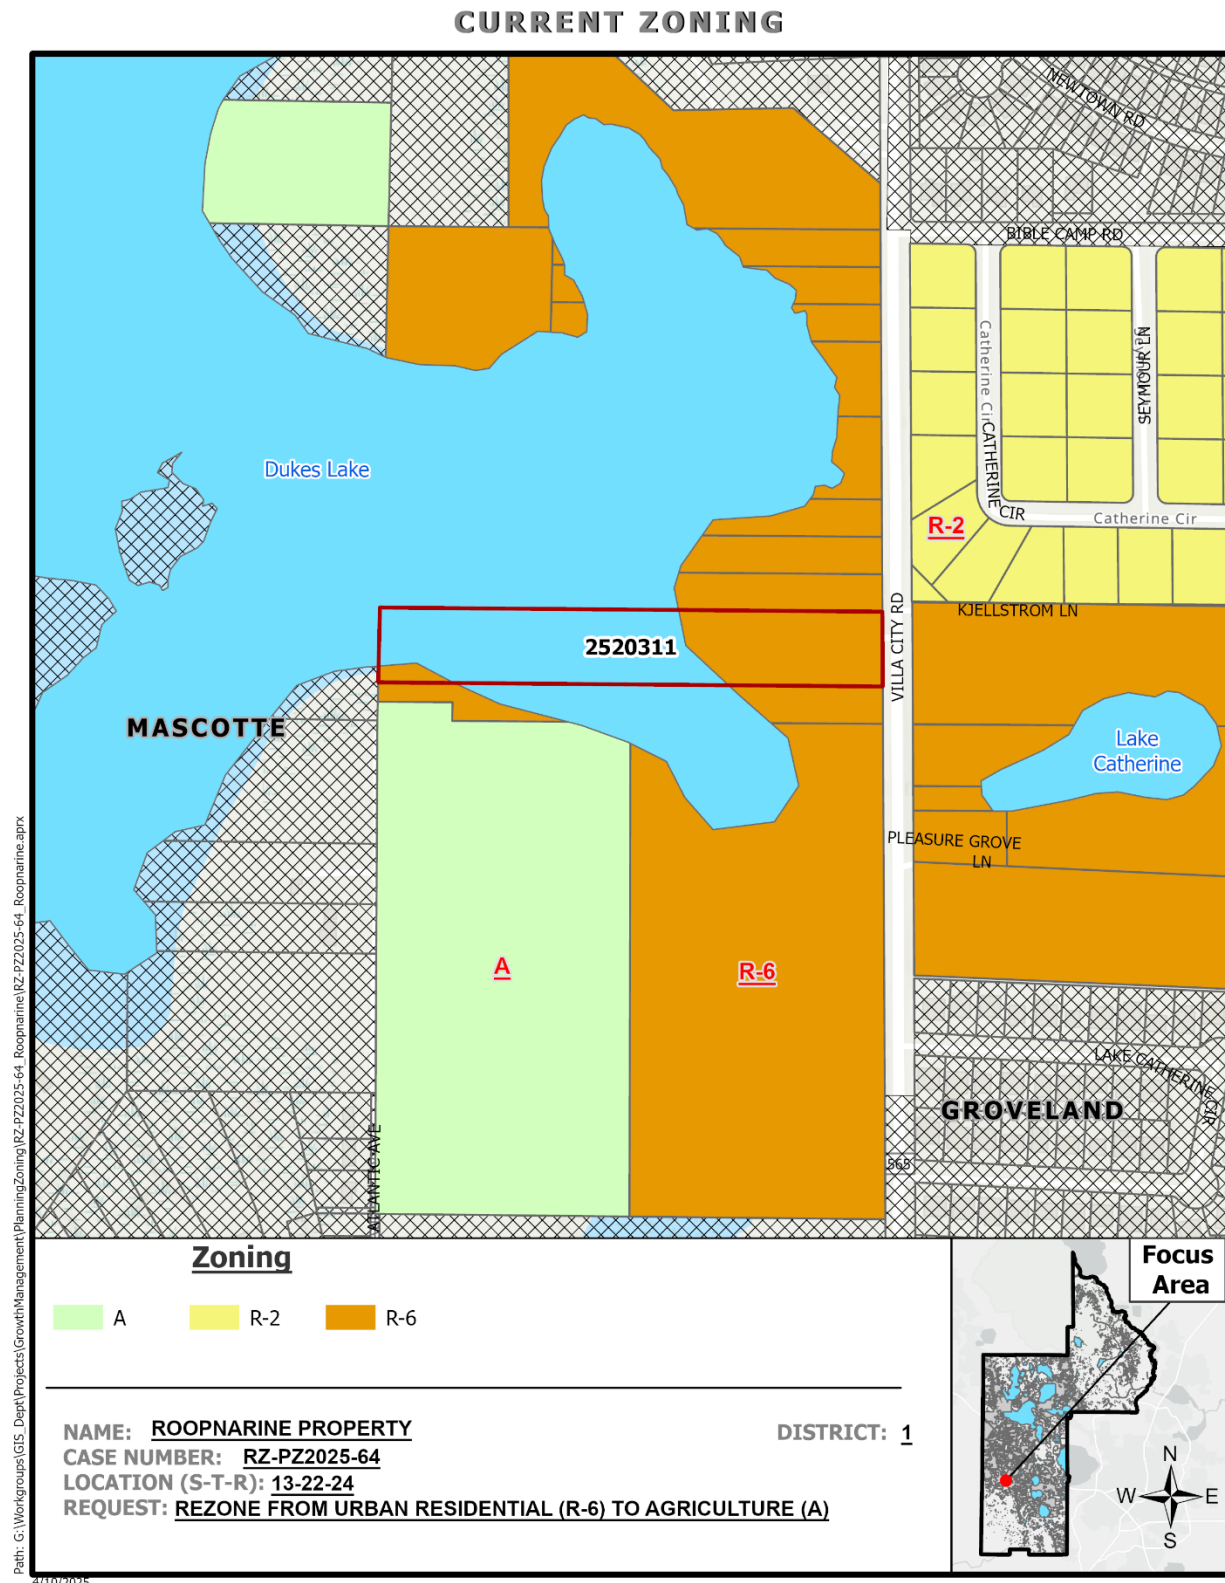 CURRENT ZONING
NEWTOWN RD
BIBLE CAMP RD
Catherine Cir
CATHERINE CIR
SEYMOUR LN
Catherine Cir
R-2
Dukes Lake
KJELLSTROM LN
VILLA CITY RD
2520311
MASCOTTE
Lake
Catherine
PLEASURE GROVE
LN
A
R-6
LAKE CATHERINE CIR
GROVELAND
ATLANTIC AVE
565
Zoning
A
R-2
R-6
Focus
Area
NAME: ROOPNARINE PROPERTY
DISTRICT: 1
CASE NUMBER: RZ-PZ2025-64
LOCATION (S-T-R): 13-22-24
REQUEST: REZONE FROM URBAN RESIDENTIAL (R-6) TO AGRICULTURE (A)
N
W
E
S
Path: G:\Workgroups\GIS_Dept\Projects\GrowthManagement\PlanningZoning\RZ-PZ2025-64_Roopnarine\RZ-PZ2025-64_Roopnarine.aprx
4/10/2025